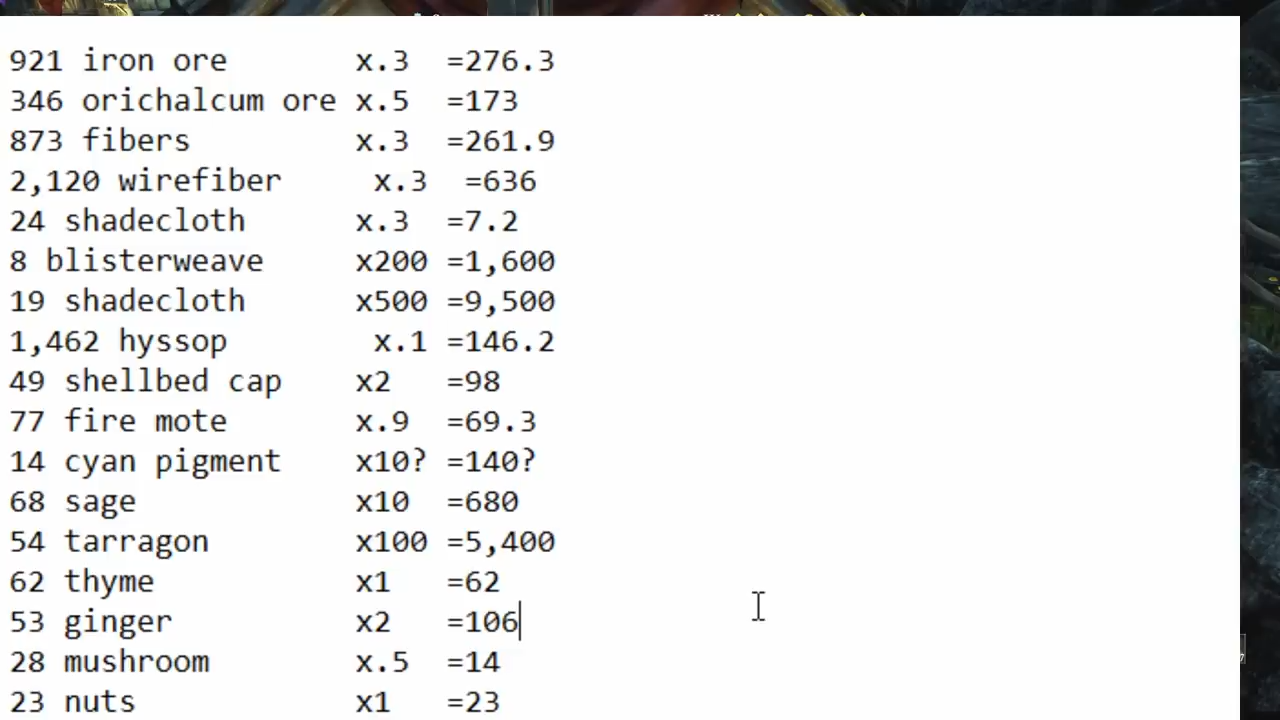 921 iron ore x.3 =276.3
346 orichalcum ore x.5 =173
873 fibers x.3 =261.9
2,120 wirefiber x.3 =636
24 shadecloth x.3 =7.2
8 blisterweave x200 =1,600
19 shadecloth x500 =9,500
1,462 hyssop x.1 =146.2
49 shellbed cap x2 =98
77 fire mote x.9 =69.3
14 cyan pigment x10? =140?
68 sage x10 =680
54 tarragon x100 =5,400
62 thyme x1 =62
53 ginger x2 =106
28 mushroom x.5 =14
23 nuts x1 =23